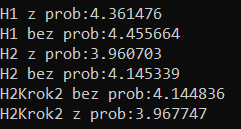 H1 z prob:4.361476
H1 bez prob:4.455664
H2 z prob:3.960703
H2 bez prob:4.145339
H2Krok2 bez prob:4.144836
H2Krok2 z prob:3.967747